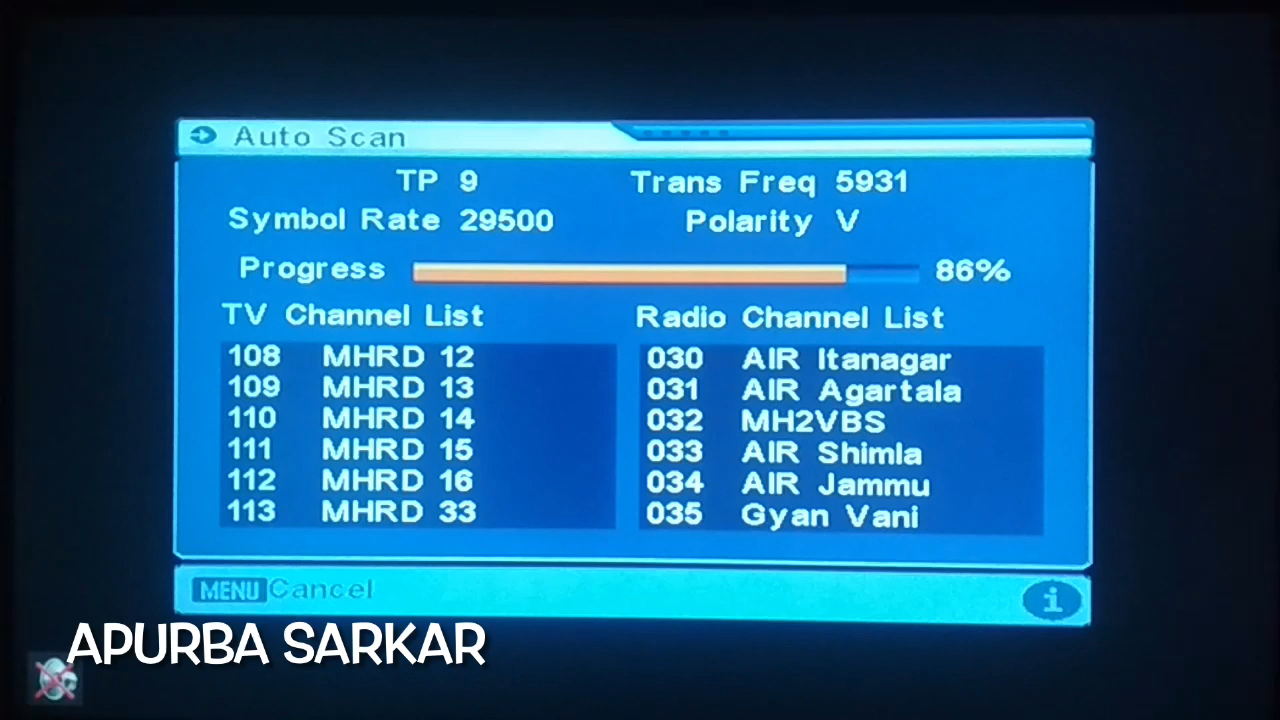 Auto Scan
TP 9 Trans Freq 5931
Symbol Rate 29500 Polarity V
Progress 86%
TV Channel List Radio Channel List
108 MHRD 12 030 AIR Itanagar
109 MHRD 13 031 AIR Agartala
110 MHRD 14 032 MH2VBS
111 MHRD 15 033 AIR Shimla
112 MHRD 16 034 AIR Jammu
113 MHRD 33 035 Gyan Vani
MENU Cancel i
APURBA SARKAR